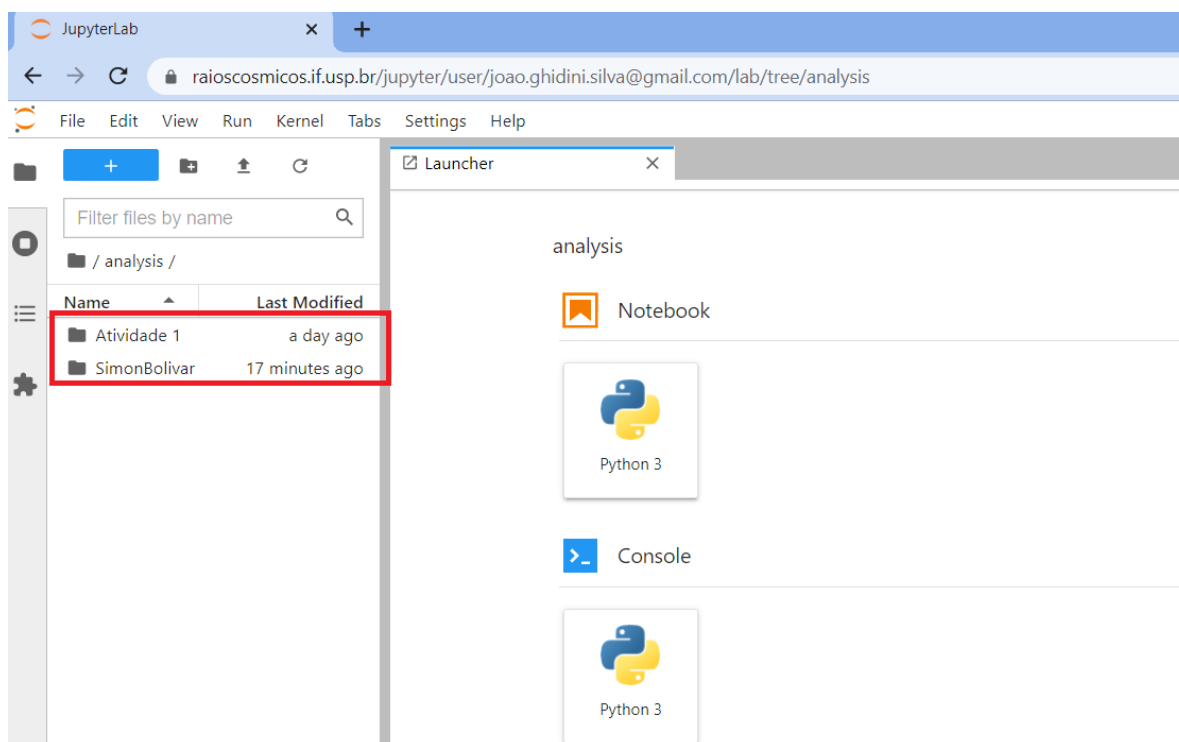 JupyterLab
raioscosmicos.if.usp.br/jupyter/user/joao.ghidini.silva@gmail.com/lab/tree/analysis
File Edit View Run Kernel Tabs Settings Help
+
Launcher
Filter files by name
/ analysis /
Name Last Modified
Atividade 1 a day ago
SimonBolivar 17 minutes ago
analysis
Notebook
Python 3
Console
Python 3